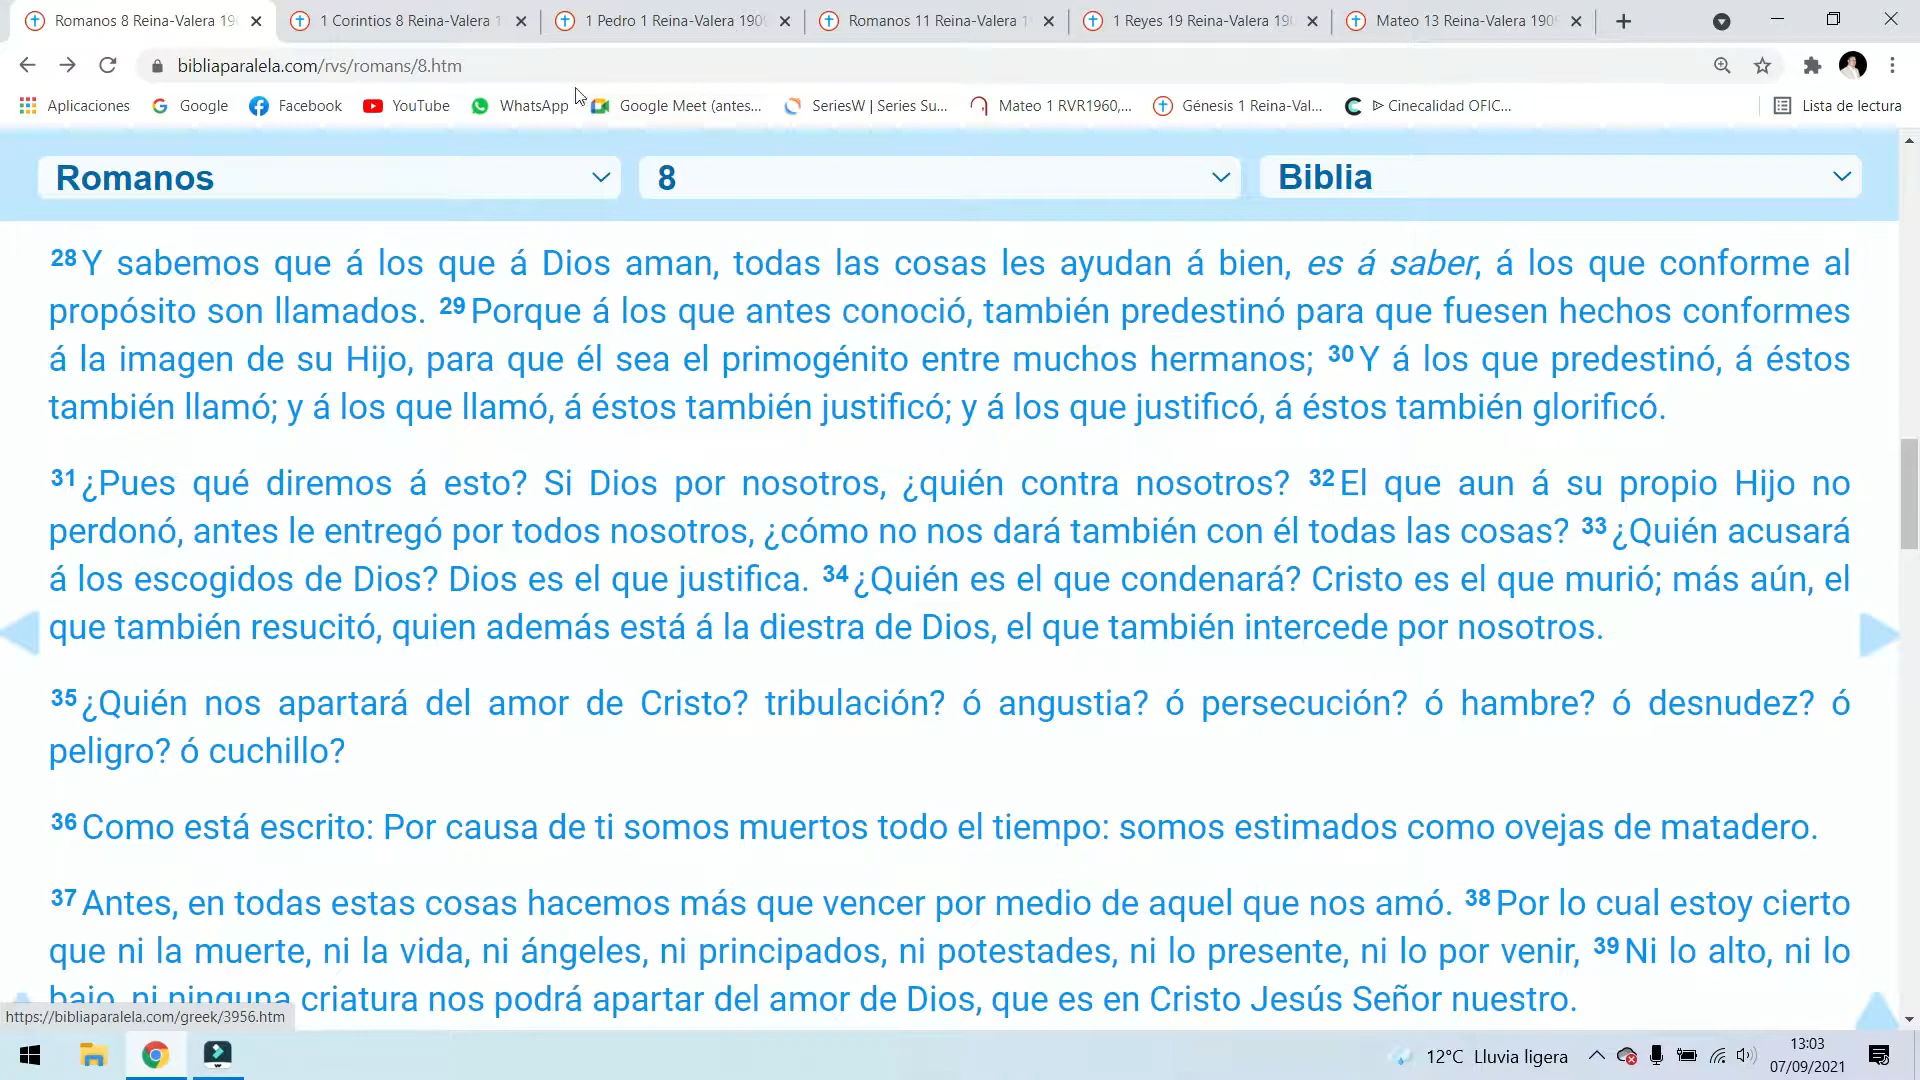 Romanos 8 Reina-Valera 19
1 Corintios 8 Reina-Valera 1
1 Pedro 1 Reina-Valera 190
Romanos 11 Reina-Valera 1
1 Reyes 19 Reina-Valera 19
Mateo 13 Reina-Valera 190
bibliaparalela.com/rvs/romans/8.htm
Aplicaciones
Google
Facebook
YouTube
WhatsApp
Google Meet (antes...
SeriesW | Series Su...
Mateo 1 RVR1960,...
Génesis 1 Reina-Val...
ᐅ Cinecalidad OFIC...
Lista de lectura
Romanos
8
Biblia
28 Y sabemos que á los que á Dios aman, todas las cosas les ayudan á bien, es á saber, á los que conforme al
propósito son llamados. 29 Porque á los que antes conoció, también predestinó para que fuesen hechos conformes
á la imagen de su Hijo, para que él sea el primogénito entre muchos hermanos; 30 Y á los que predestinó, á éstos
también llamó; y á los que llamó, á éstos también justificó; y á los que justificó, á éstos también glorificó.
31 ¿Pues qué diremos á esto? Si Dios por nosotros, ¿quién contra nosotros? 32 El que aun á su propio Hijo no
perdonó, antes le entregó por todos nosotros, ¿cómo no nos dará también con él todas las cosas? 33 ¿Quién acusará
á los escogidos de Dios? Dios es el que justifica. 34 ¿Quién es el que condenará? Cristo es el que murió; más aún, el
que también resucitó, quien además está á la diestra de Dios, el que también intercede por nosotros.
35 ¿Quién nos apartará del amor de Cristo? tribulación? ó angustia? ó persecución? ó hambre? ó desnudez? ó
peligro? ó cuchillo?
36 Como está escrito: Por causa de ti somos muertos todo el tiempo: somos estimados como ovejas de matadero.
37 Antes, en todas estas cosas hacemos más que vencer por medio de aquel que nos amó. 38 Por lo cual estoy cierto
que ni la muerte, ni la vida, ni ángeles, ni principados, ni potestades, ni lo presente, ni lo por venir, 39 Ni lo alto, ni lo
bajo, ni ninguna criatura nos podrá apartar del amor de Dios, que es en Cristo Jesús Señor nuestro.
https://bibliaparalela.com/greek/3956.htm
12°C Lluvia ligera
13:03
07/09/2021